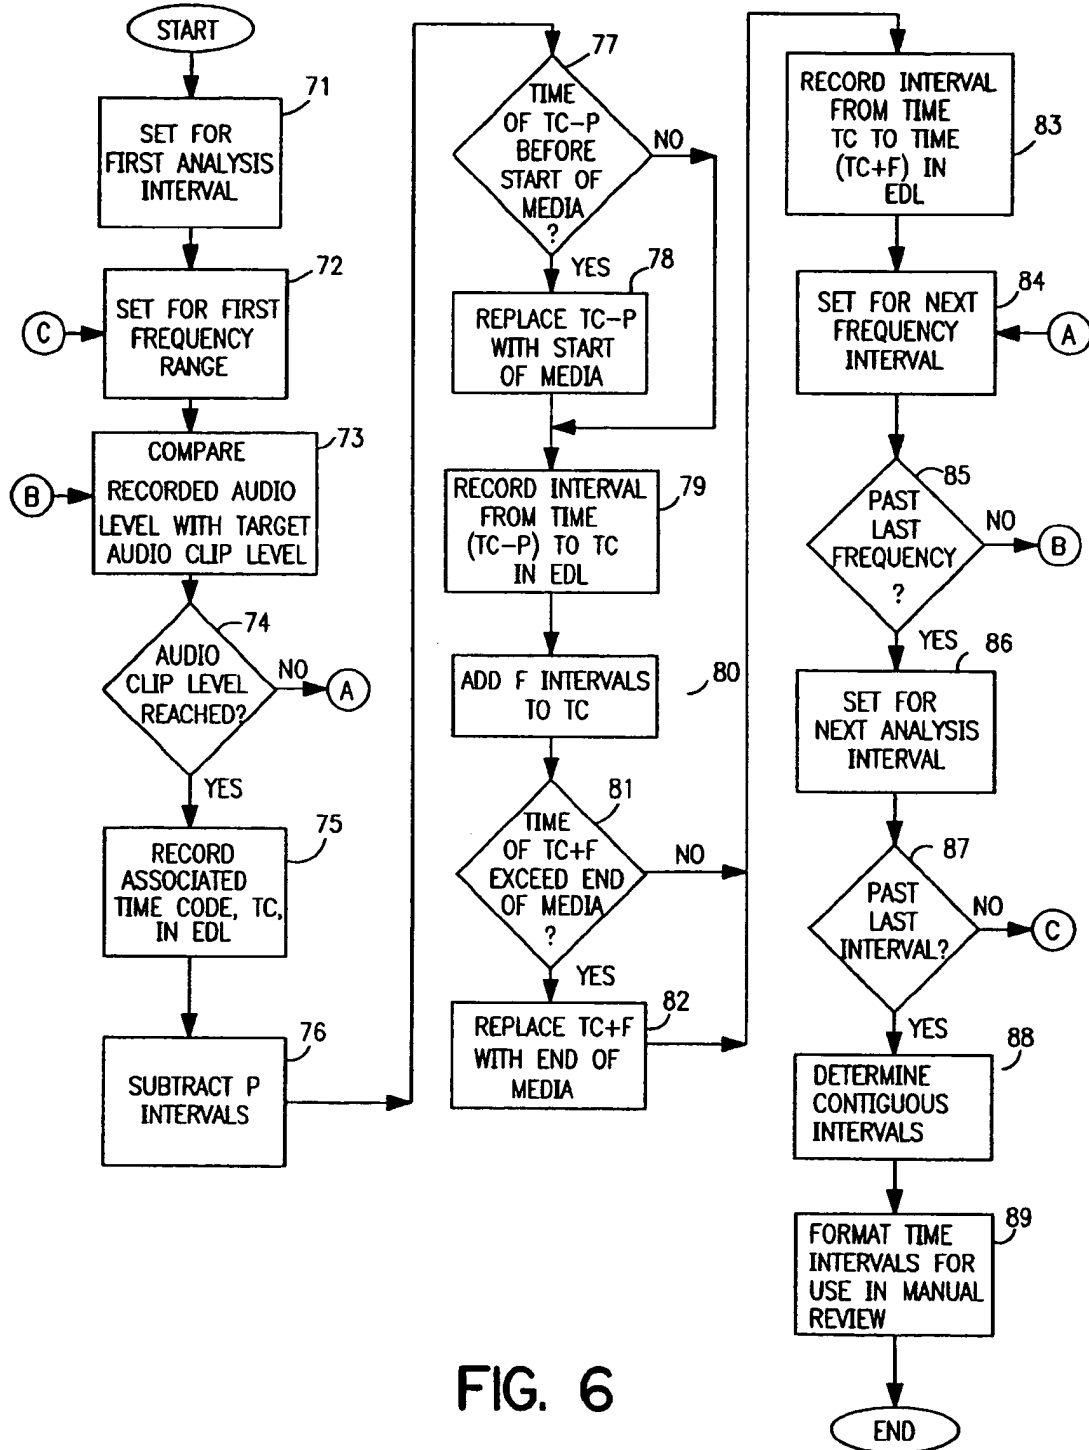 START
71
SET FOR
FIRST ANALYSIS
INTERVAL
72
C
SET FOR FIRST
FREQUENCY
RANGE
73
B
COMPARE
RECORDED AUDIO
LEVEL WITH TARGET
AUDIO CLIP LEVEL
74
AUDIO
CLIP LEVEL
REACHED?
NO
A
YES
75
RECORD
ASSOCIATED
TIME CODE, TC,
IN EDL
76
SUBTRACT P
INTERVALS
77
TIME
OF TC-P
BEFORE
START OF
MEDIA
?
NO
YES
78
REPLACE TC-P
WITH START
OF MEDIA
79
RECORD INTERVAL
FROM TIME
(TC-P) TO TC
IN EDL
80
ADD F INTERVALS
TO TC
81
TIME
OF TC+F
EXCEED END
OF MEDIA
?
NO
YES
82
REPLACE TC+F
WITH END OF
MEDIA
83
RECORD INTERVAL
FROM TIME
TC TO TIME
(TC+F) IN
EDL
84
SET FOR NEXT
FREQUENCY
INTERVAL
A
85
PAST
LAST
FREQUENCY
?
NO
B
YES
86
SET FOR
NEXT ANALYSIS
INTERVAL
87
PAST
LAST
INTERVAL?
NO
C
YES
88
DETERMINE
CONTIGUOUS
INTERVALS
89
FORMAT TIME
INTERVALS FOR
USE IN MANUAL
REVIEW
END
FIG. 6